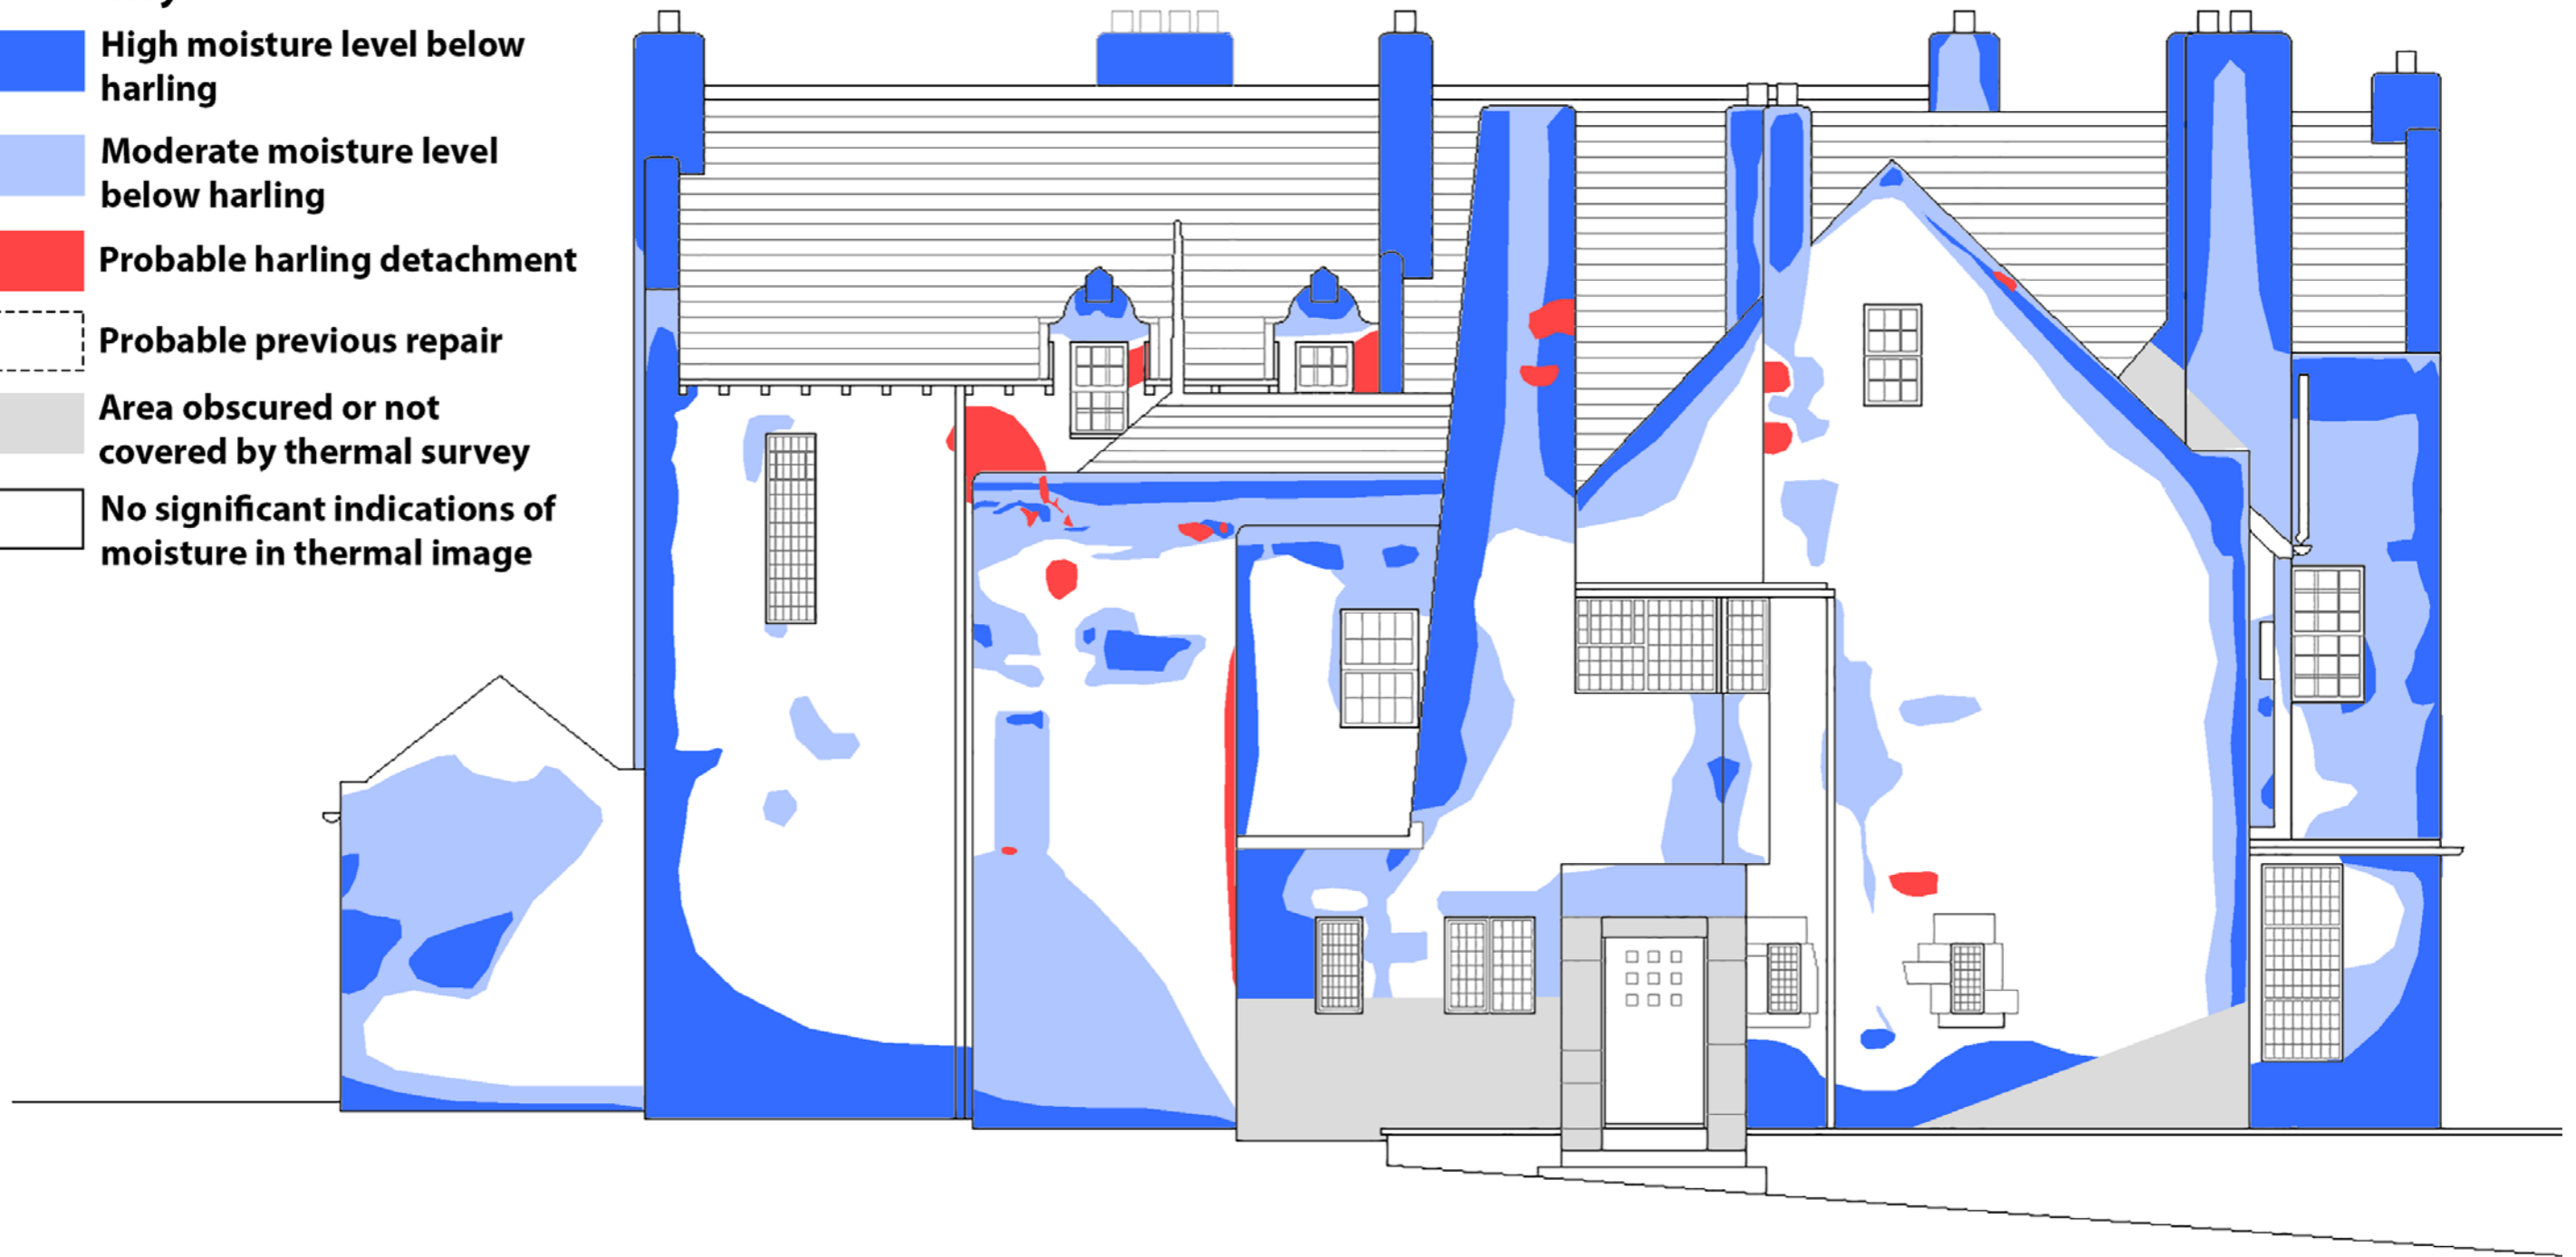 High moisture level below
harling
Moderate moisture level
below harling
Probable harling detachment
Probable previous repair
Area obscured or not
covered by thermal survey
No significant indications of
moisture in thermal image